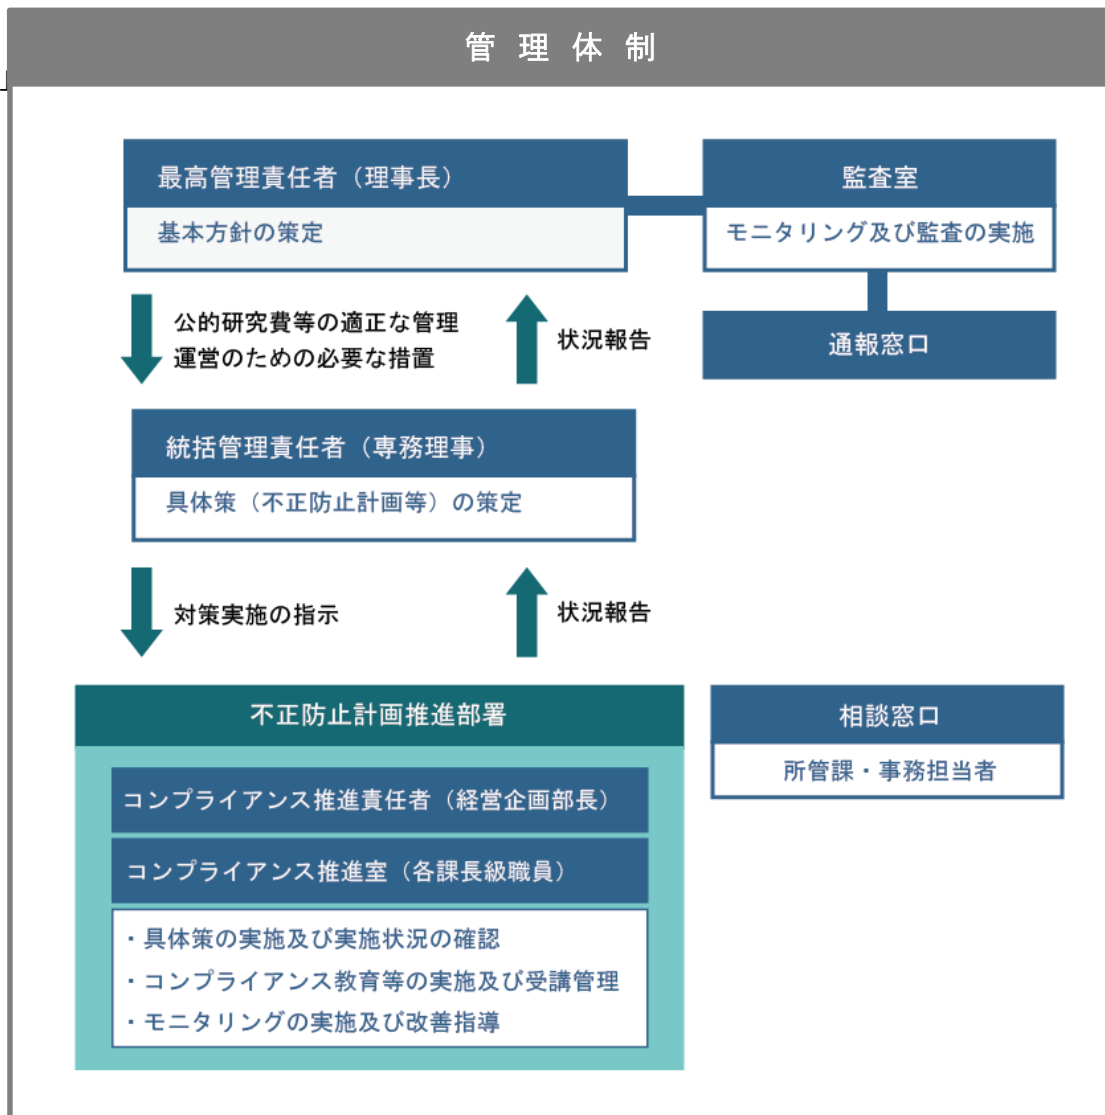 管理体制
最高管理責任者（理事長）
基本方針の策定
監査室
モニタリング及び監査の実施
通報窓口
公的研究費等の適正な管理
運営のための必要な措置
状況報告
統括管理責任者（専務理事）
具体策（不正防止計画等）の策定
対策実施の指示
状況報告
不正防止計画推進部署
コンプライアンス推進責任者（経営企画部長）
コンプライアンス推進室（各課長級職員）
・具体策の実施及び実施状況の確認
・コンプライアンス教育等の実施及び受講管理
・モニタリングの実施及び改善指導
相談窓口
所管課・事務担当者